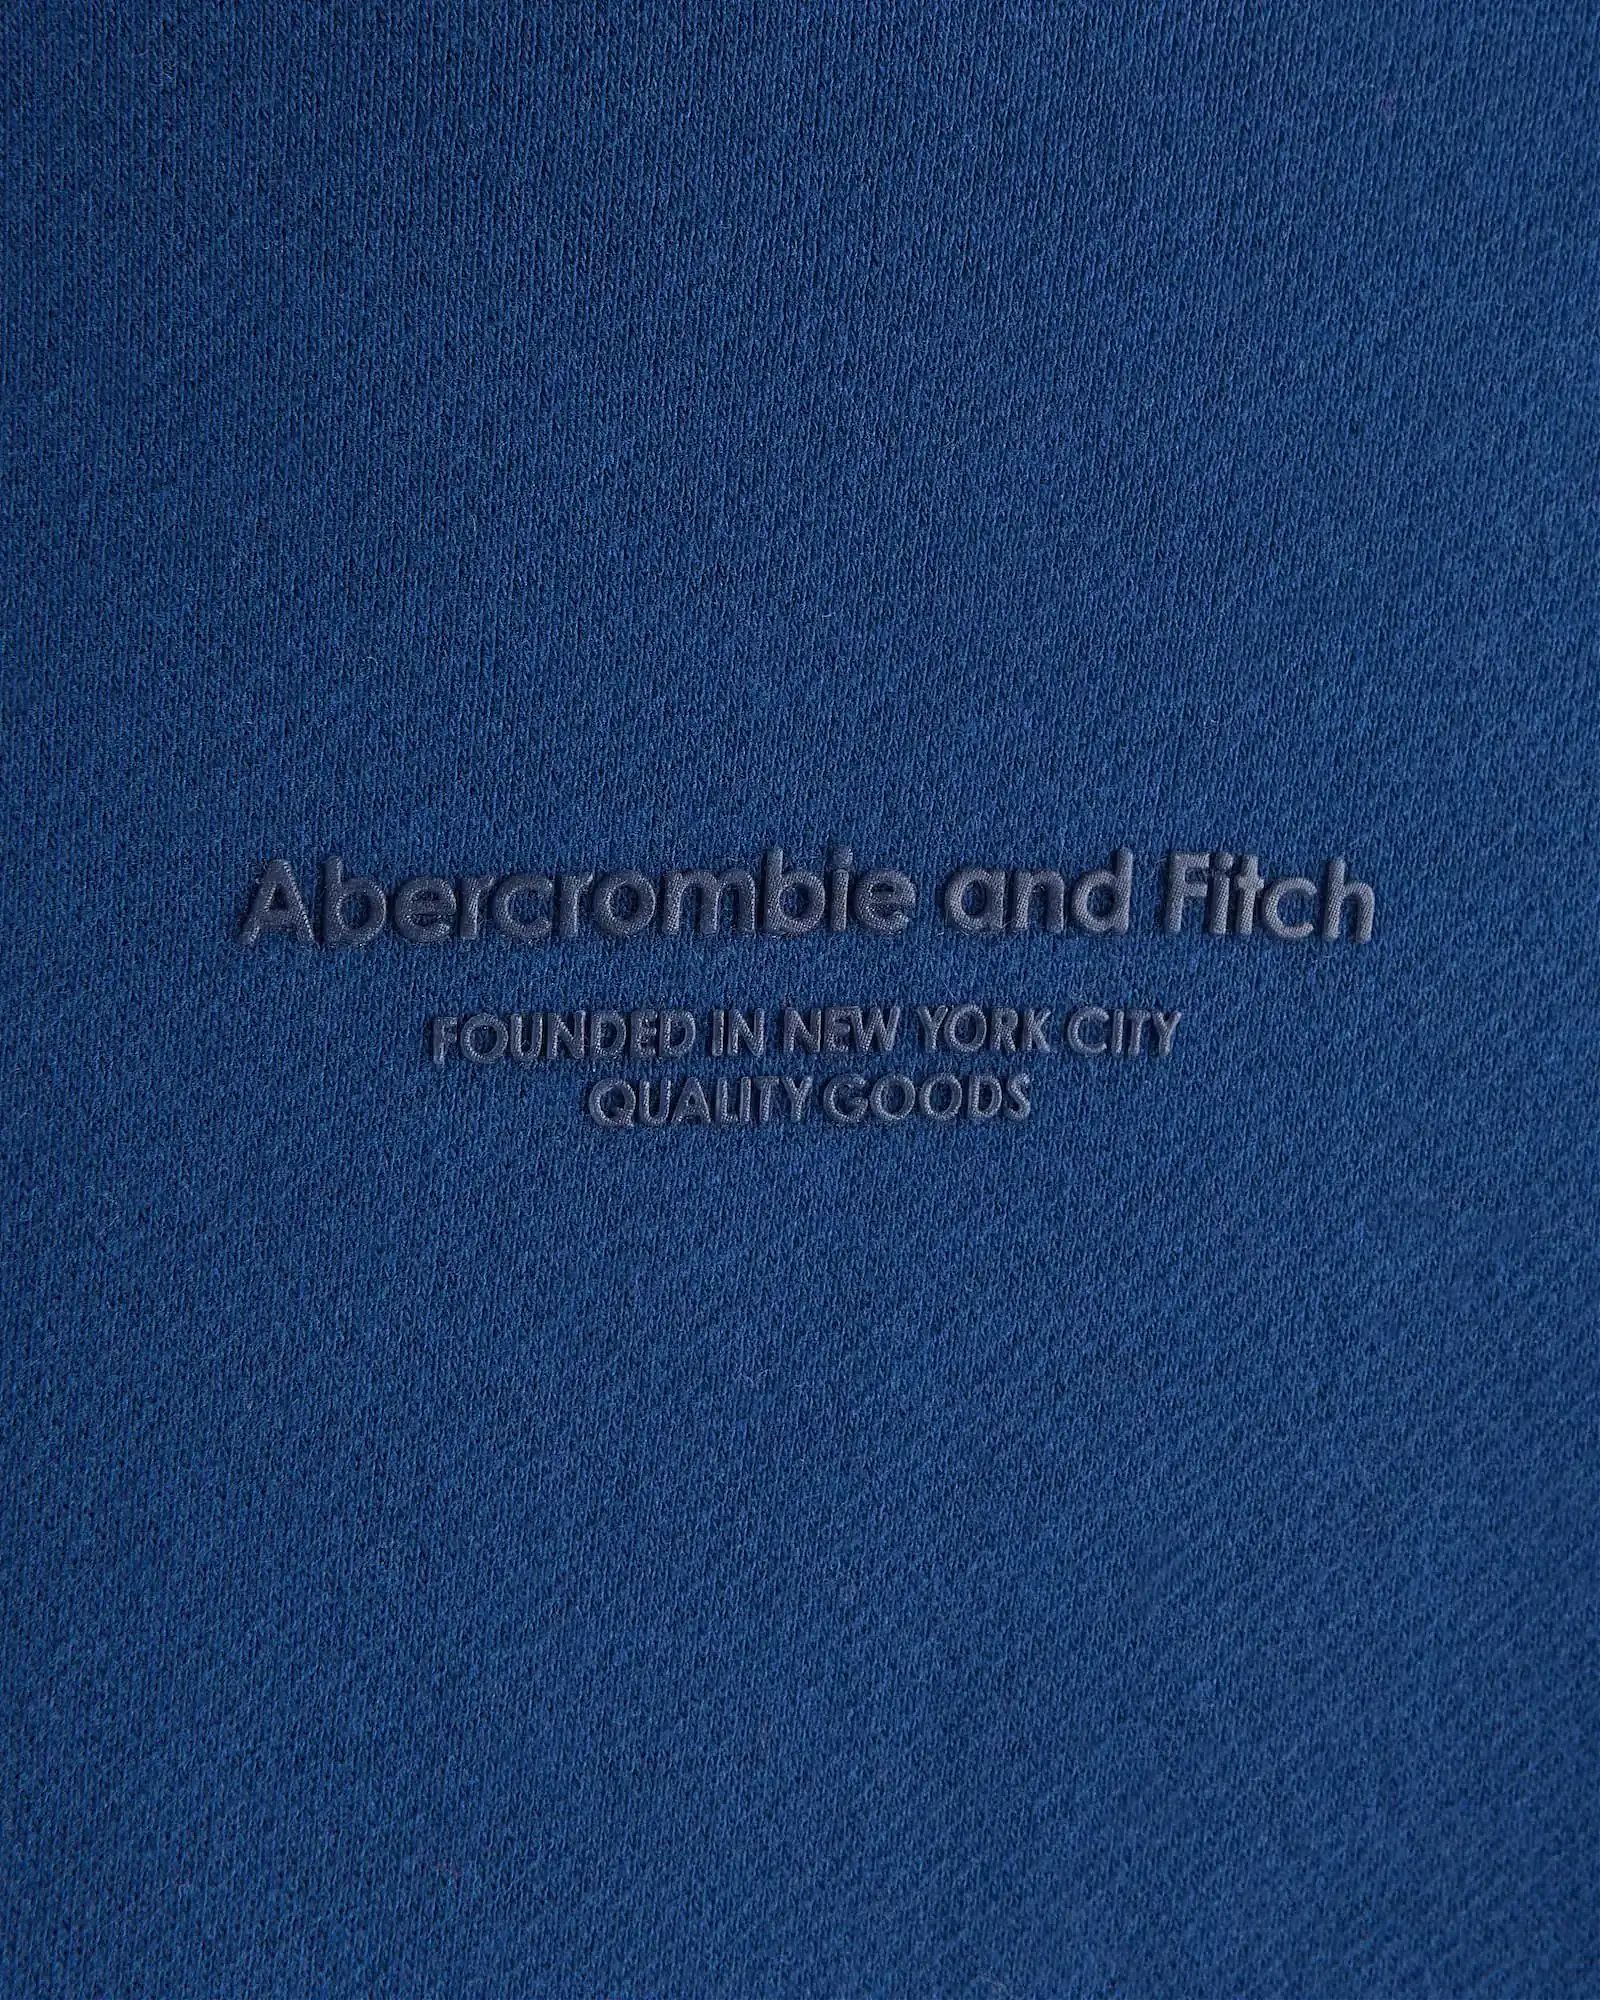 Abercrombie and Fitch
FOUNDED IN NEW YORK CITY
QUALITY GOODS